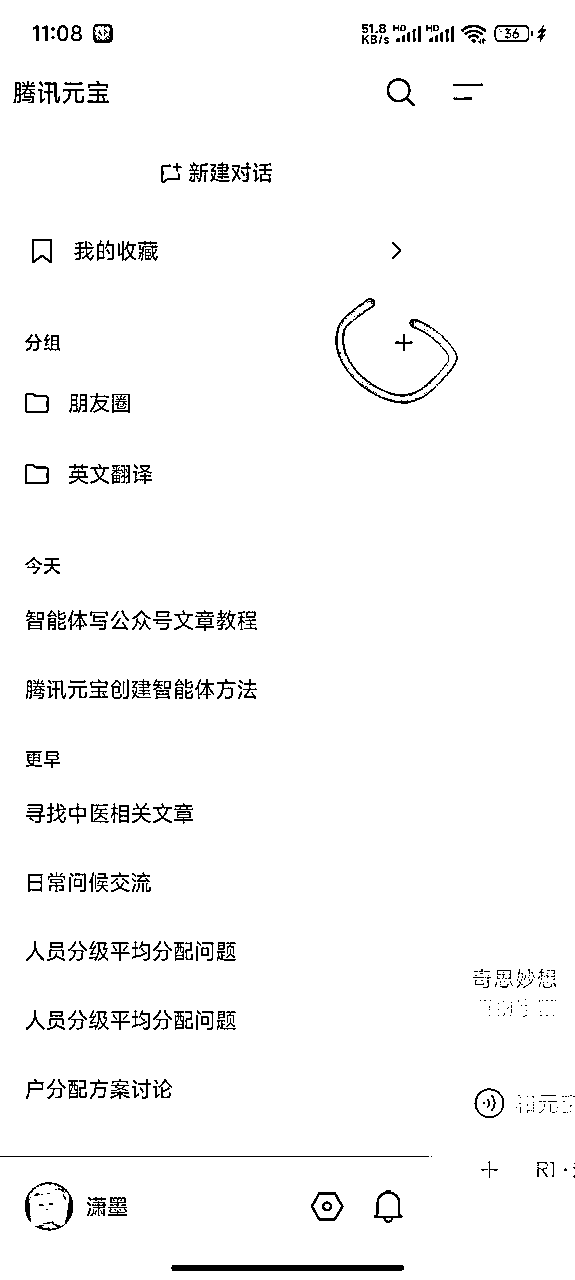 11:08 51.8 KB/s HD HD 36
腾讯元宝
新建对话
我的收藏
分组
朋友圈
英文翻译
今天
智能体写公众号文章教程
腾讯元宝创建智能体方法
更早
寻找中医相关文章
日常问候交流
人员分级平均分配问题
人员分级平均分配问题
奇思妙想
户分配方案讨论
元
R1·
潇墨